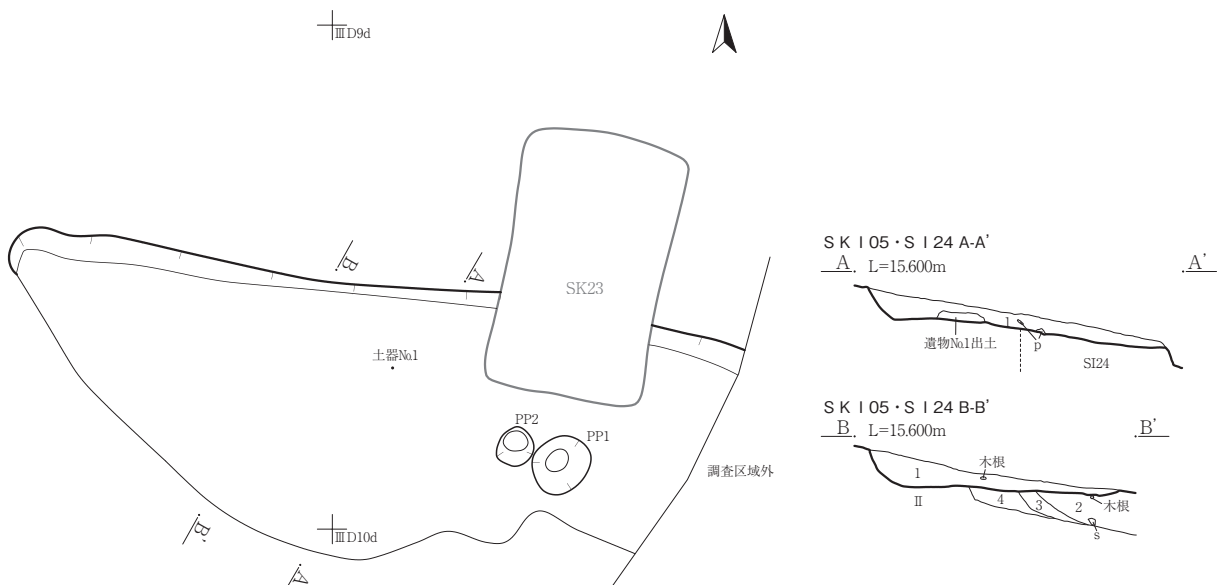 ⅢD9d
B
A
SK23
土器No.1
PP2
PP1
調査区域外
B'
ⅢD10d
A
SKI05・SI24 A-A'
A L=15.600m A'
1
遺物No.1出土
p
SI24
SKI05・SI24 B-B'
B L=15.600m B'
木根
1
Ⅱ
4
3
2
木根
s